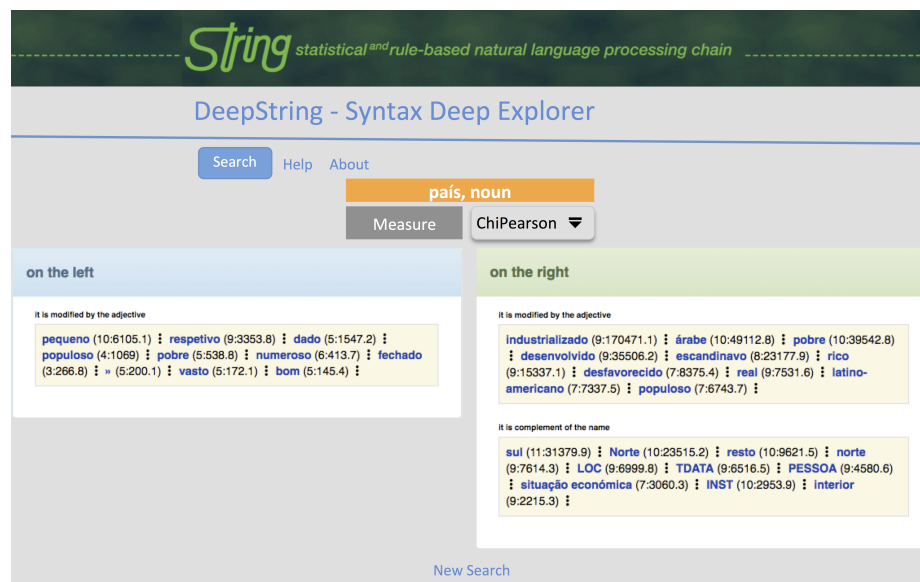 String statistical and rule-based natural language processing chain
DeepString - Syntax Deep Explorer
Search Help About
país, noun
Measure ChiPearson
on the left
it is modified by the adjective
pequeno (10:6105.1) ⋮ respetivo (9:3353.8) ⋮ dado (5:1547.2) ⋮
populoso (4:1069) ⋮ pobre (5:538.8) ⋮ numeroso (6:413.7) ⋮ fechado
(3:266.8) ⋮ » (5:200.1) ⋮ vasto (5:172.1) ⋮ bom (5:145.4) ⋮
on the right
it is modified by the adjective
industrializado (9:170471.1) ⋮ árabe (10:49112.8) ⋮ pobre (10:39542.8)
⋮ desenvolvido (9:35506.2) ⋮ escandinavo (8:23177.9) ⋮ rico
(9:15337.1) ⋮ desfavorecido (7:8375.4) ⋮ real (9:7531.6) ⋮ latino-
americano (7:7337.5) ⋮ populoso (7:6743.7) ⋮
it is complement of the name
sul (11:31379.9) ⋮ Norte (10:23515.2) ⋮ resto (10:9621.5) ⋮ norte
(9:7614.3) ⋮ LOC (9:6999.8) ⋮ TDATA (9:6516.5) ⋮ PESSOA (9:4580.6)
⋮ situação económica (7:3060.3) ⋮ INST (10:2953.9) ⋮ interior
(9:2215.3) ⋮
New Search